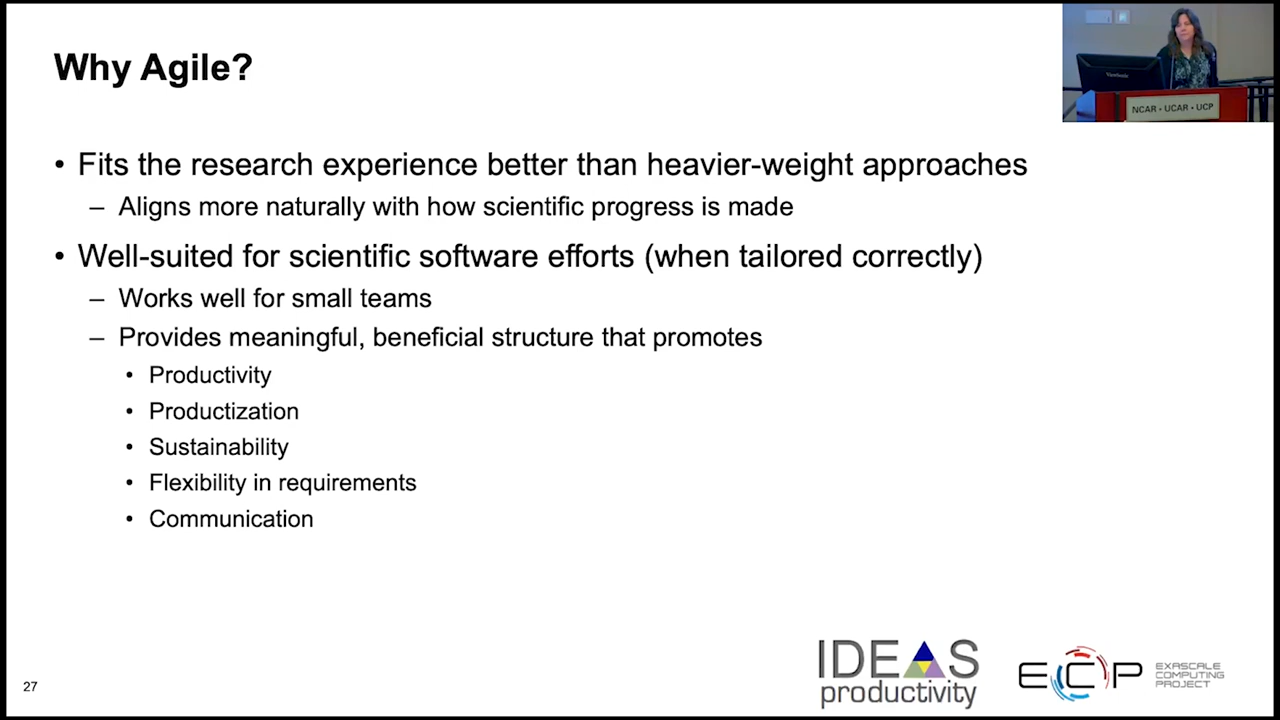 Why Agile?
ViewSonic
NCAR • UCAR • UCP
• Fits the research experience better than heavier-weight approaches
– Aligns more naturally with how scientific progress is made
• Well-suited for scientific software efforts (when tailored correctly)
– Works well for small teams
– Provides meaningful, beneficial structure that promotes
• Productivity
• Productization
• Sustainability
• Flexibility in requirements
• Communication
27
IDEAS
productivity
ECP
EXASCALE
COMPUTING
PROJECT